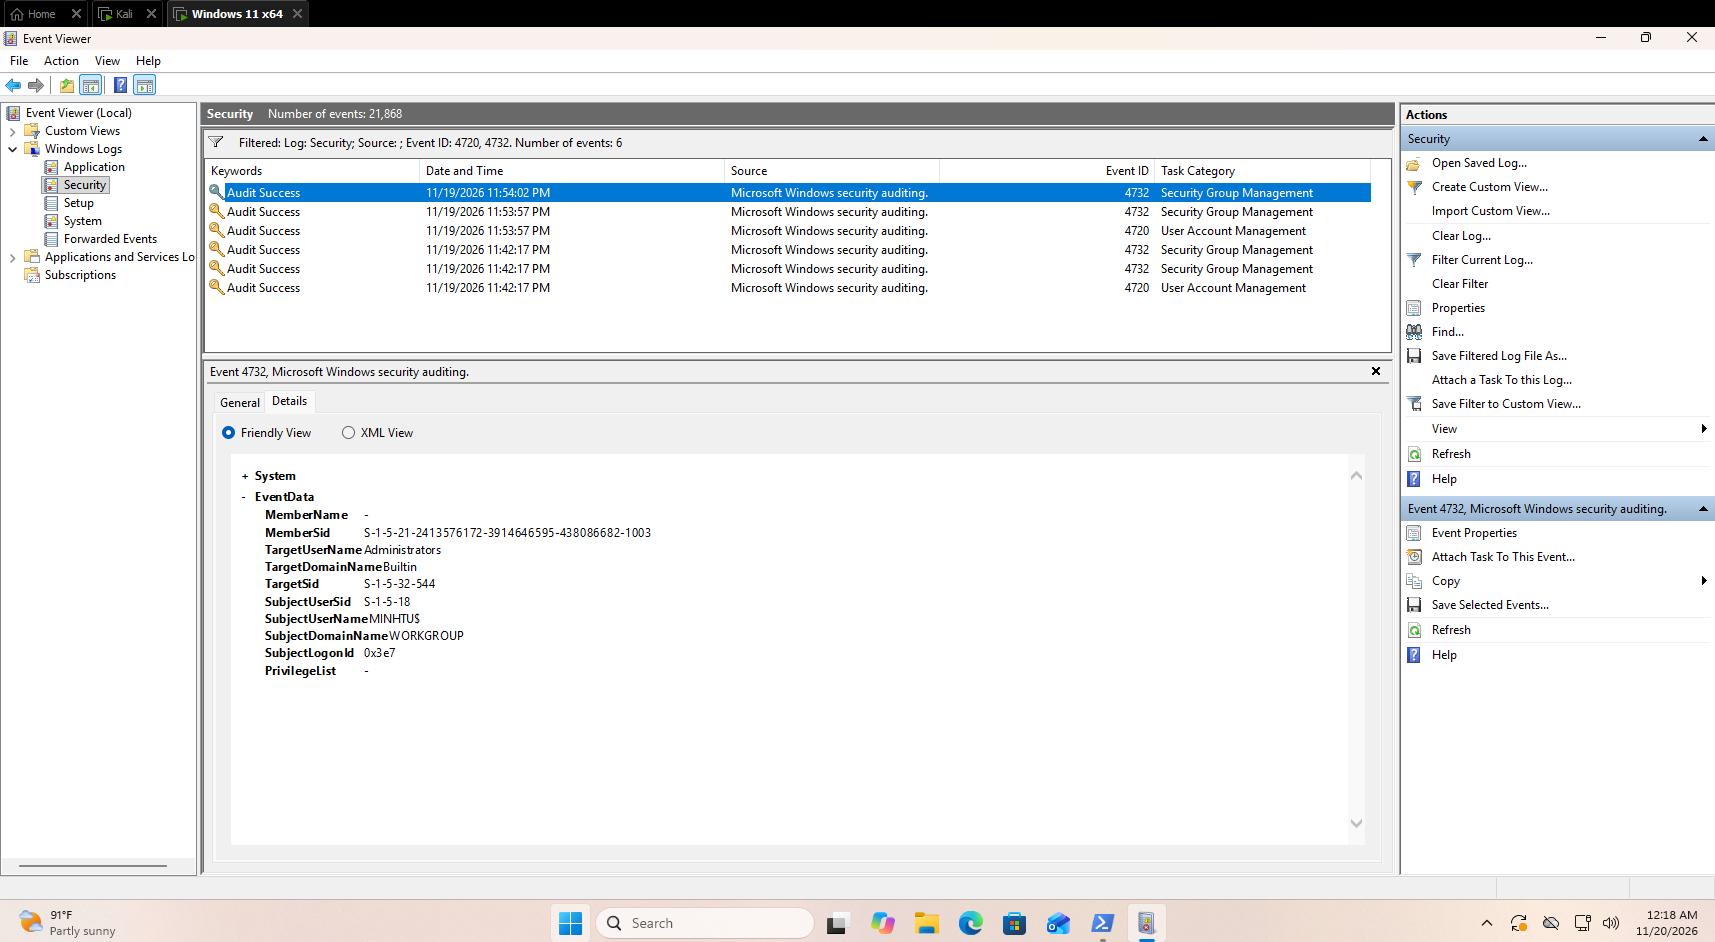 Home Kali Windows 11 x64
Event Viewer
File Action View Help
Event Viewer (Local)
Custom Views
Windows Logs
Application
Security
Setup
System
Forwarded Events
Applications and Services Lo
Subscriptions
Security Number of events: 21,868
Filtered: Log: Security; Source: ; Event ID: 4720, 4732. Number of events: 6
Keywords Date and Time Source Event ID Task Category
Audit Success 11/19/2026 11:54:02 PM Microsoft Windows security auditing. 4732 Security Group Management
Audit Success 11/19/2026 11:53:57 PM Microsoft Windows security auditing. 4732 Security Group Management
Audit Success 11/19/2026 11:53:57 PM Microsoft Windows security auditing. 4720 User Account Management
Audit Success 11/19/2026 11:42:17 PM Microsoft Windows security auditing. 4732 Security Group Management
Audit Success 11/19/2026 11:42:17 PM Microsoft Windows security auditing. 4732 Security Group Management
Audit Success 11/19/2026 11:42:17 PM Microsoft Windows security auditing. 4720 User Account Management
Event 4732, Microsoft Windows security auditing.
General Details
Friendly View XML View
+ System
- EventData
MemberName -
MemberSid S-1-5-21-2413576172-3914646595-438086682-1003
TargetUserName Administrators
TargetDomainName Builtin
TargetSid S-1-5-32-544
SubjectUserSid S-1-5-18
SubjectUserName MINHTU$
SubjectDomainName WORKGROUP
SubjectLogonId 0x3e7
PrivilegeList -
Actions
Security
Open Saved Log...
Create Custom View...
Import Custom View...
Clear Log...
Filter Current Log...
Clear Filter
Properties
Find...
Save Filtered Log File As...
Attach a Task To this Log...
Save Filter to Custom View...
View
Refresh
Help
Event 4732, Microsoft Windows security auditing.
Event Properties
Attach Task To This Event...
Copy
Save Selected Events...
Refresh
Help
91°F
Partly sunny
Search
12:18 AM
11/20/2026